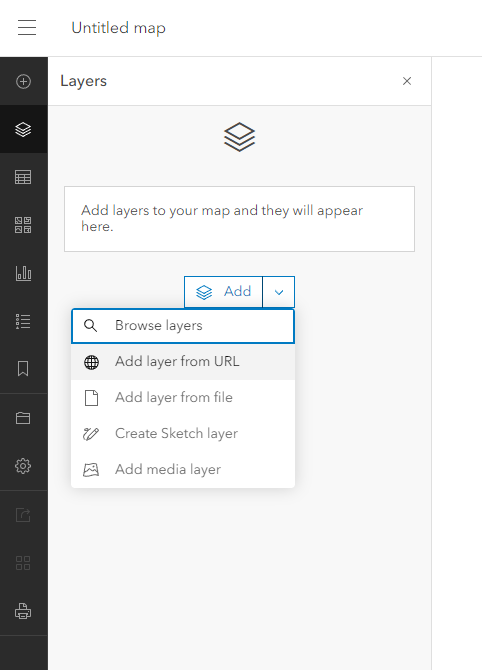 Untitled map
Layers
Add layers to your map and they will appear
here.
Add
Browse layers
Add layer from URL
Add layer from file
Create Sketch layer
Add media layer